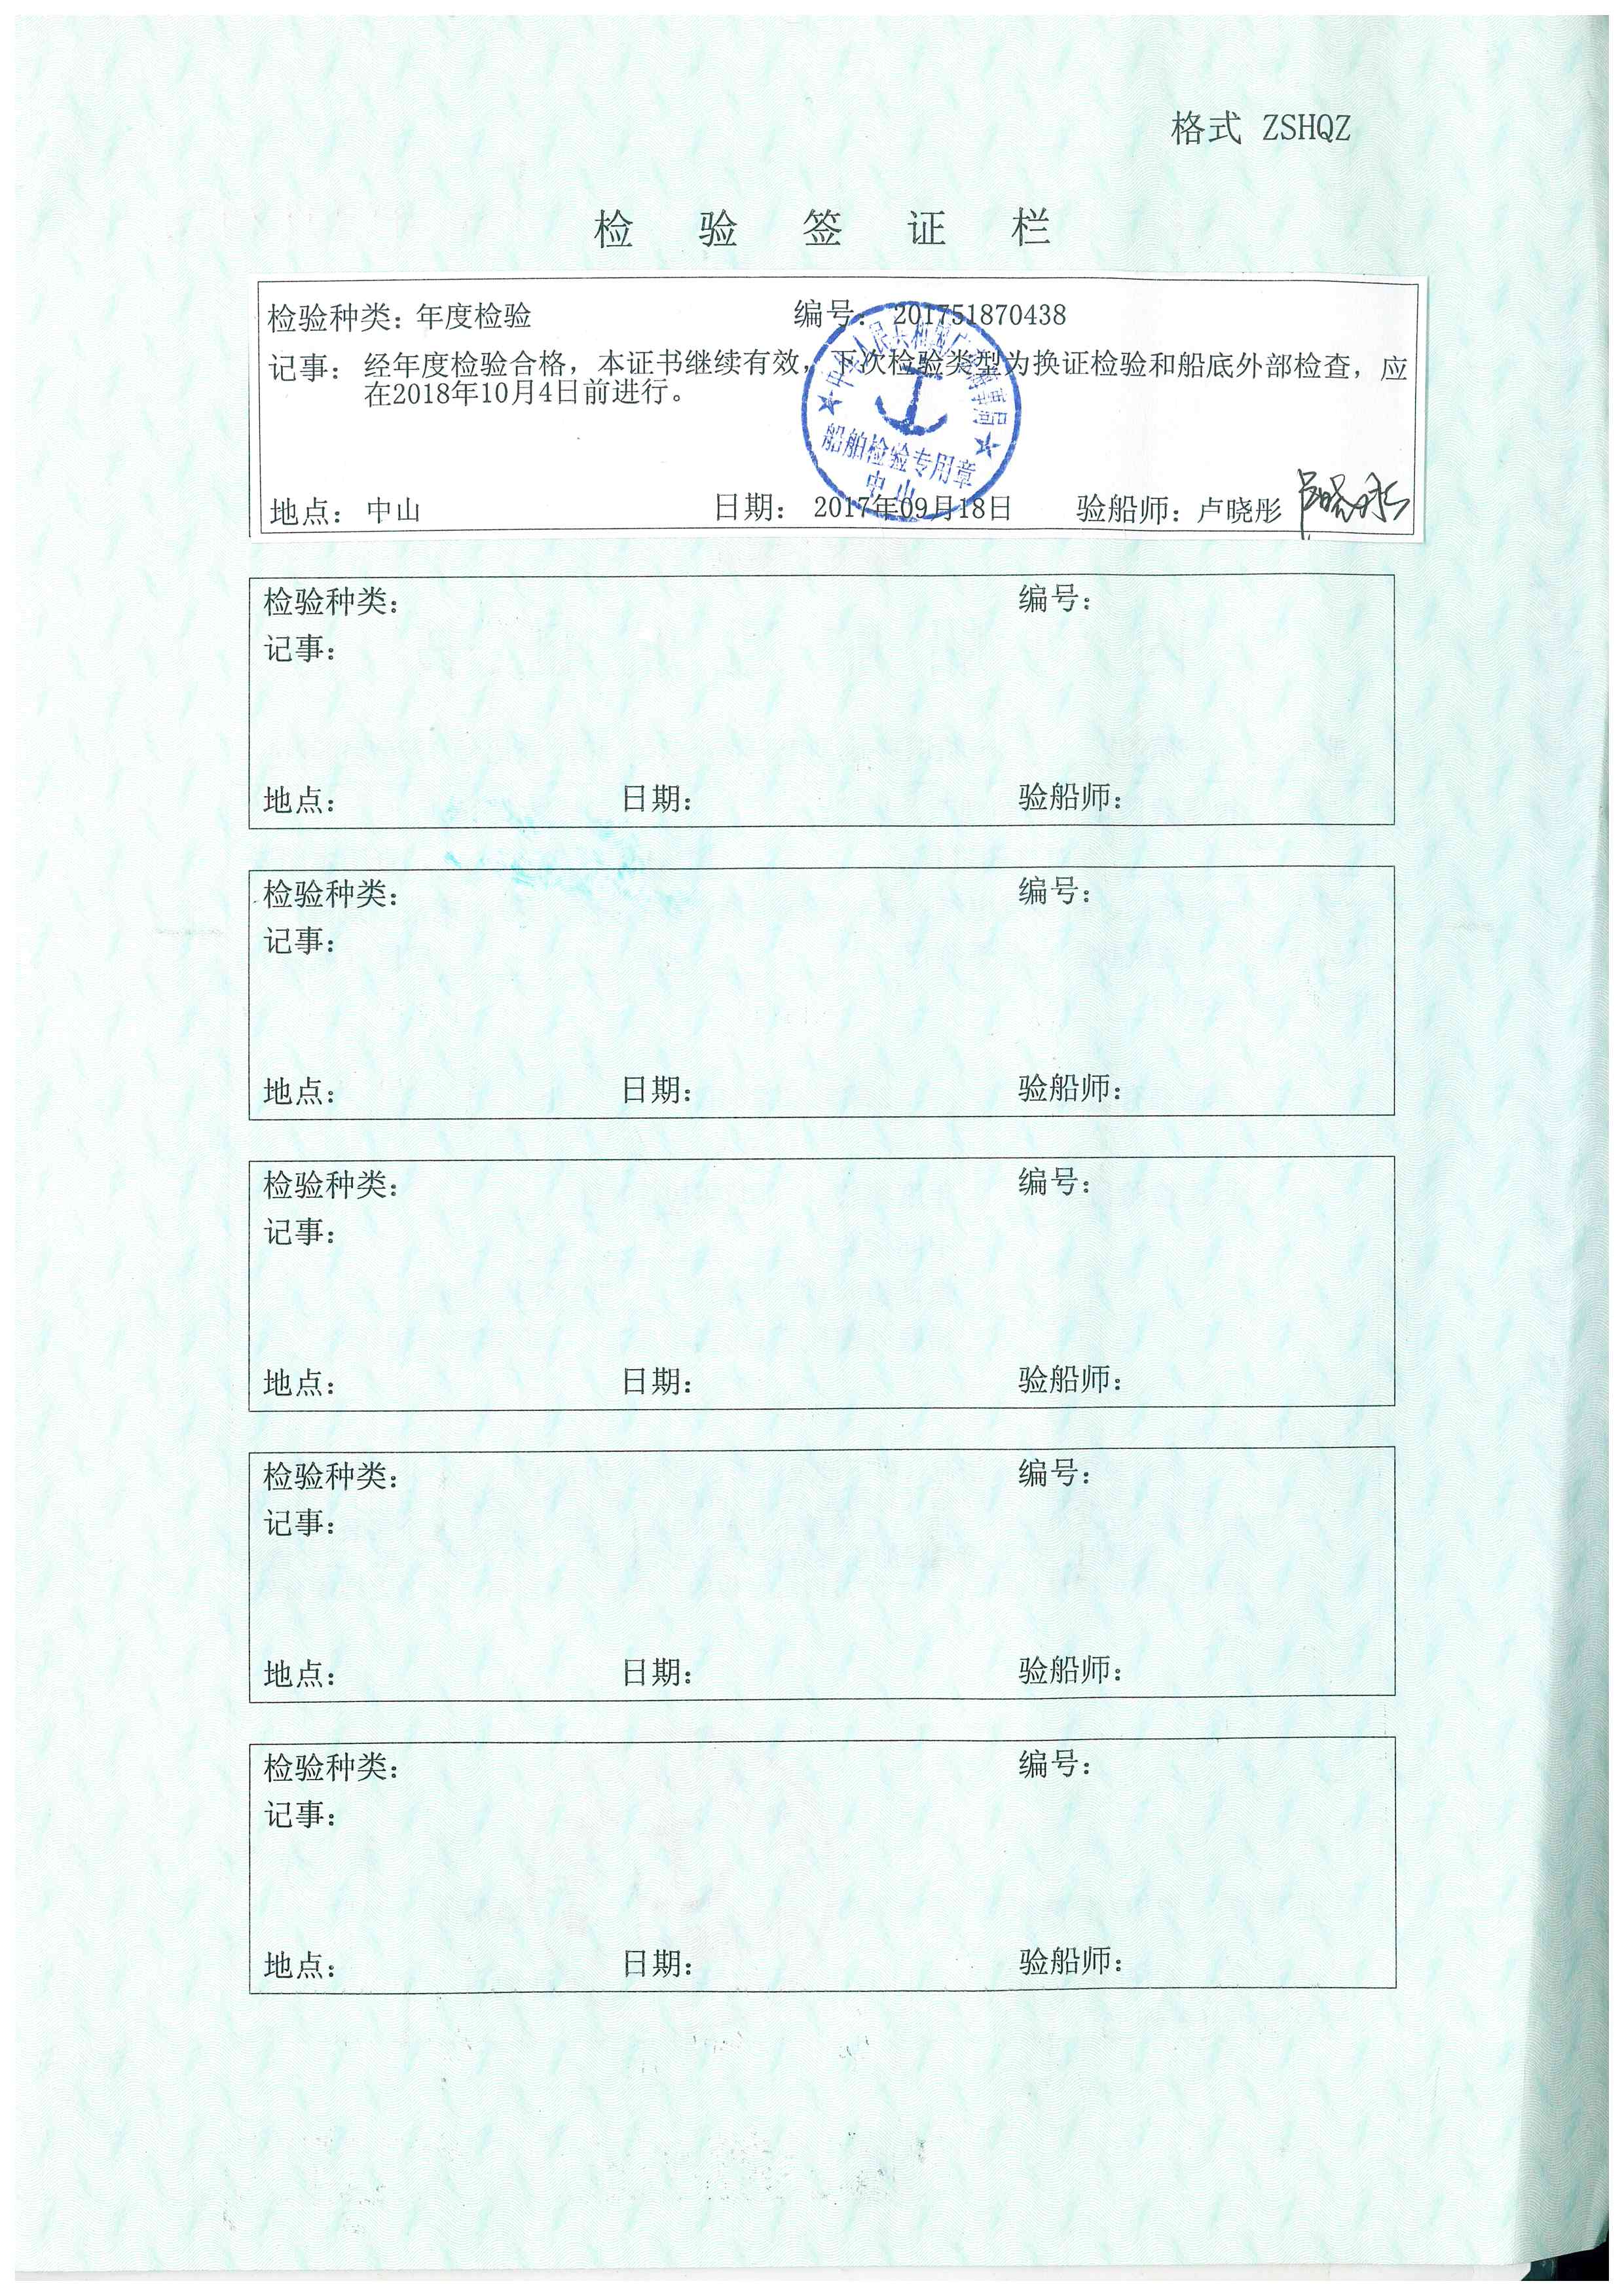 格式 ZSHQZ
检 验 签 证 栏
检验种类：年度检验 编号：201751870438
记事：经年度检验合格，本证书继续有效，下次检验类型为换证检验和船底外部检查，应
在2018年10月4日前进行。
中华人民共和国广东海事局
船舶检验专用章
中山
地点：中山 日期：2017年09月18日 验船师：卢晓彤
检验种类： 编号：
记事：
地点： 日期： 验船师：
检验种类： 编号：
记事：
地点： 日期： 验船师：
检验种类： 编号：
记事：
地点： 日期： 验船师：
检验种类： 编号：
记事：
地点： 日期： 验船师：
检验种类： 编号：
记事：
地点： 日期： 验船师：